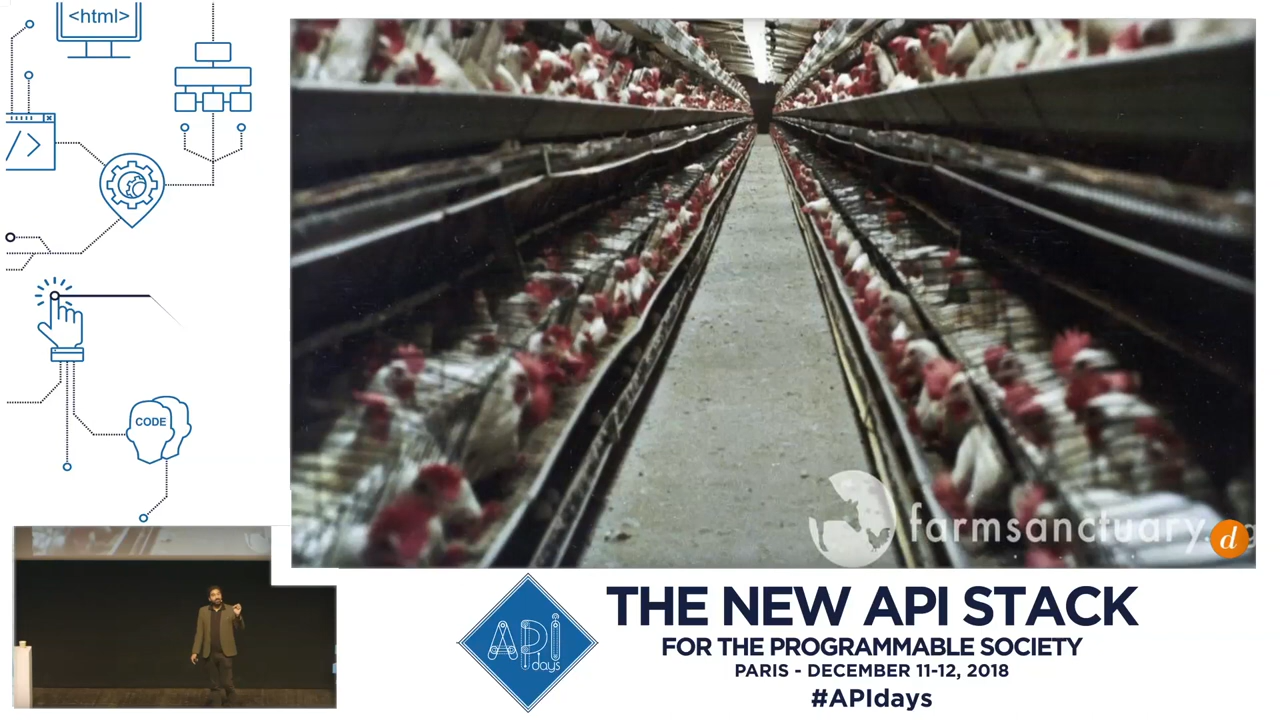 <html>
</>
CODE
farmsanctuary.
d
API
days
THE NEW API STACK
FOR THE PROGRAMMABLE SOCIETY
PARIS - DECEMBER 11-12, 2018
#APIdays